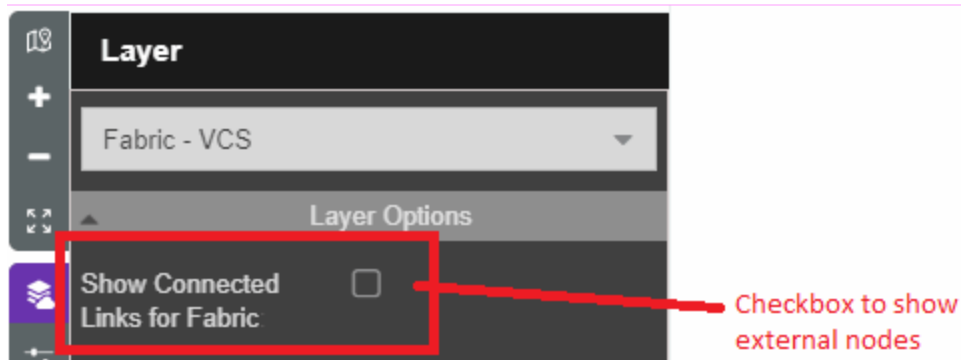 Layer
Fabric - VCS
Layer Options
Show Connected
Links for Fabric
Checkbox to show
external nodes